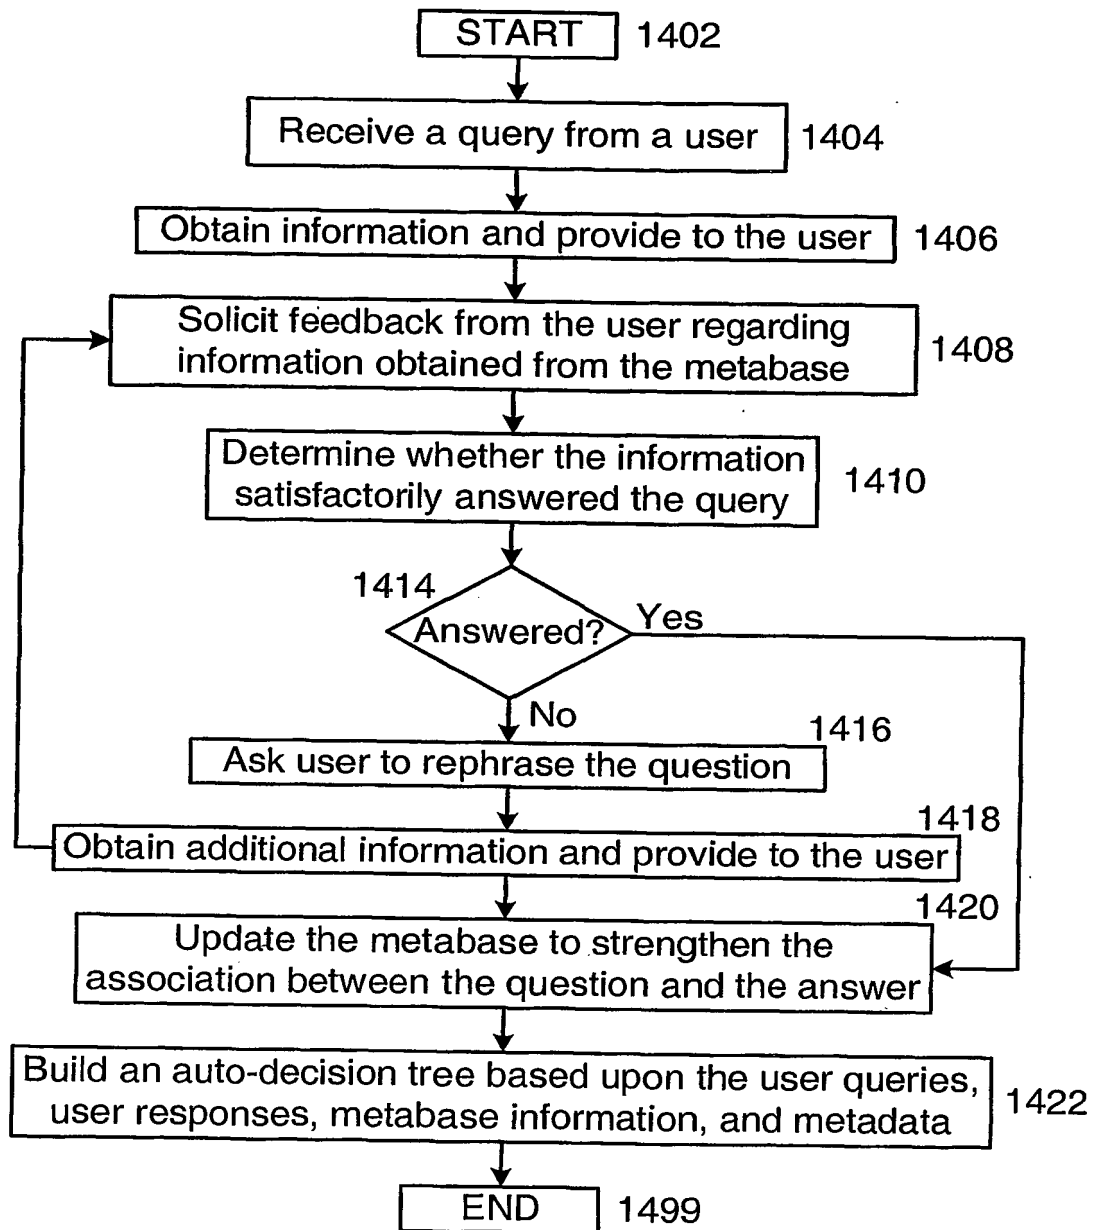 START 1402
Receive a query from a user 1404
Obtain information and provide to the user 1406
Solicit feedback from the user regarding
information obtained from the metabase 1408
Determine whether the information
satisfactorily answered the query 1410
1414
Answered? Yes
No
1416
Ask user to rephrase the question
1418
Obtain additional information and provide to the user
1420
Update the metabase to strengthen the
association between the question and the answer
Build an auto-decision tree based upon the user queries,
user responses, metabase information, and metadata 1422
END 1499